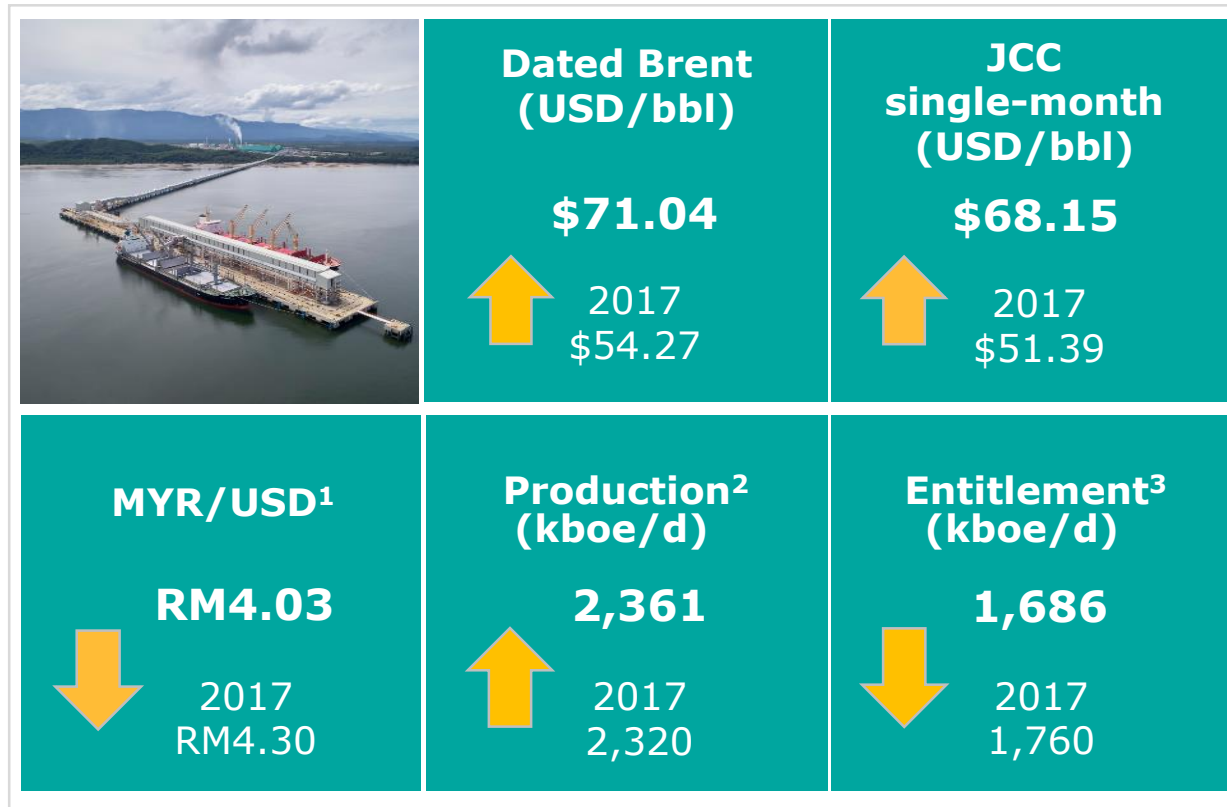 Dated Brent
(USD/bbl)
$71.04
2017
$54.27
JCC
single-month
(USD/bbl)
$68.15
2017
$51.39
MYR/USD¹
RM4.03
2017
RM4.30
Production²
(kboe/d)
2,361
2017
2,320
Entitlement³
(kboe/d)
1,686
2017
1,760